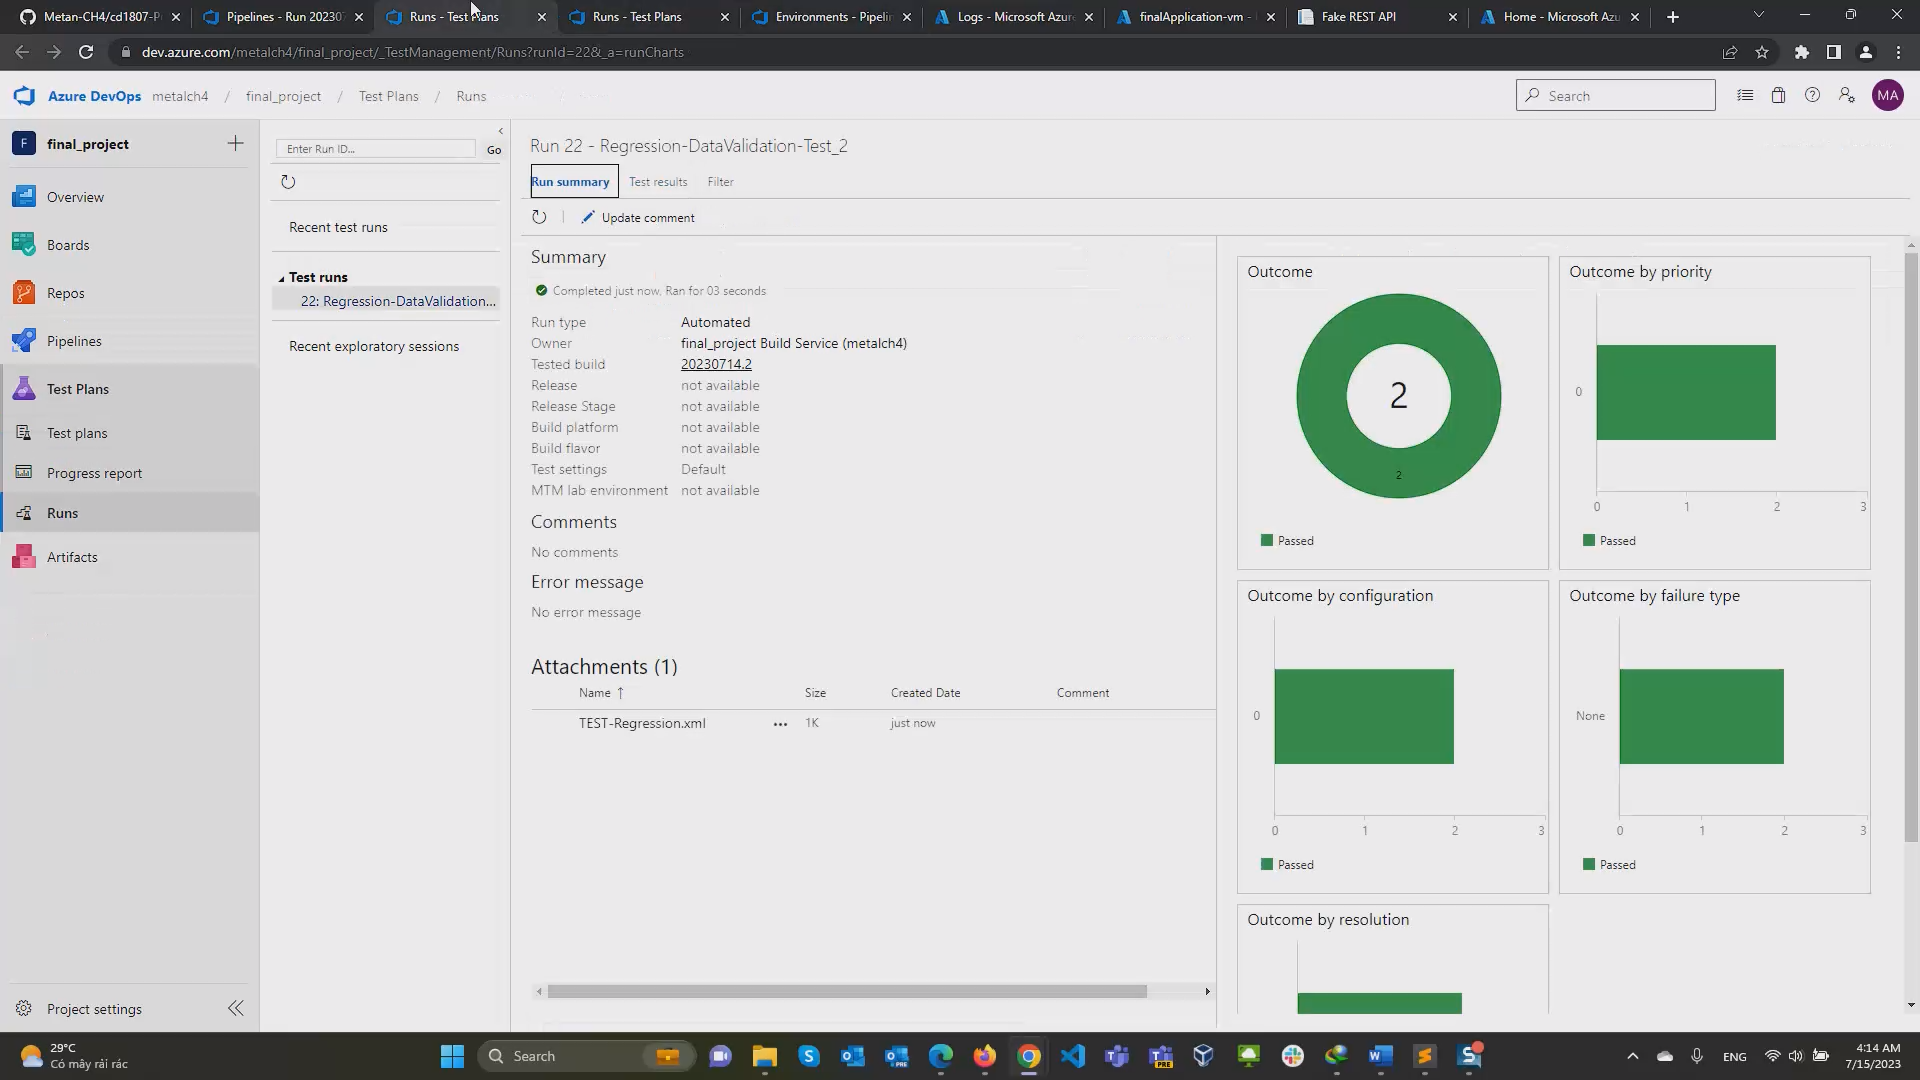 Metan-CH4/cd1807-P
Pipelines - Run 20230
Runs - Test Plans
Runs - Test Plans
Environments - Pipelin
Logs - Microsoft Azure
finalApplication-vm -
Fake REST API
Home - Microsoft Azu
dev.azure.com/metalch4/final_project/_TestManagement/Runs?runId=22&_a=runCharts
Azure DevOps metalch4 / final_project / Test Plans / Runs
Search
MA
F final_project
Overview
Boards
Repos
Pipelines
Test Plans
Test plans
Progress report
Runs
Artifacts
Project settings
Enter Run ID...
Go
Recent test runs
Test runs
22: Regression-DataValidation...
Recent exploratory sessions
Run 22 - Regression-DataValidation-Test_2
Run summary Test results Filter
Update comment
Summary
Completed just now, Ran for 03 seconds
Run type Automated
Owner final_project Build Service (metalch4)
Tested build 20230714.2
Release not available
Release Stage not available
Build platform not available
Build flavor not available
Test settings Default
MTM lab environment not available
Comments
No comments
Error message
No error message
Attachments (1)
Name ↑ Size Created Date Comment
TEST-Regression.xml ... 1K just now
Outcome
2
2
Passed
Outcome by priority
0
0 1 2 3
Passed
Outcome by configuration
0
0 1 2 3
Passed
Outcome by failure type
None
0 1 2 3
Passed
Outcome by resolution
29°C
Có mây rải rác
Search
PRE
PRE
ENG
4:14 AM
7/15/2023